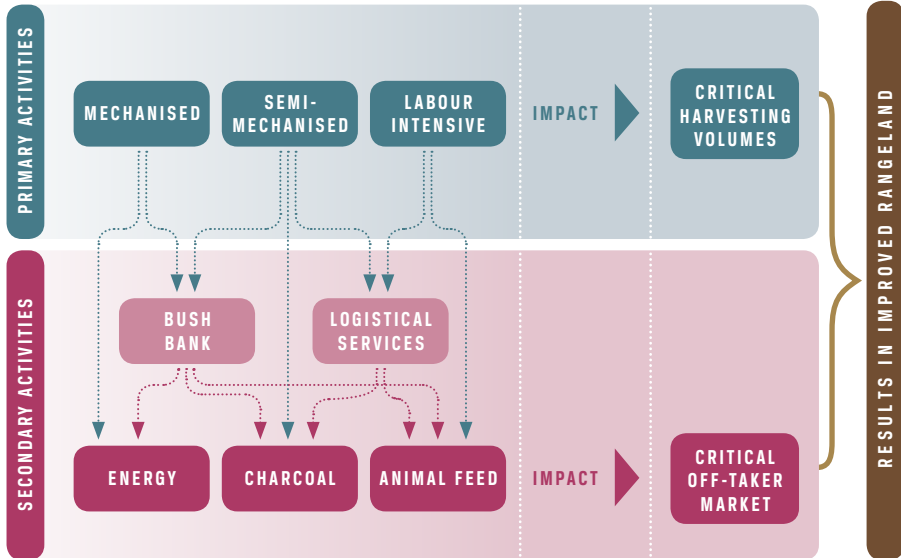 PRIMARY ACTIVITIES
MECHANISED
SEMI-
MECHANISED
LABOUR
INTENSIVE
IMPACT
CRITICAL
HARVESTING
VOLUMES
SECONDARY ACTIVITIES
BUSH
BANK
LOGISTICAL
SERVICES
ENERGY
CHARCOAL
ANIMAL FEED
IMPACT
CRITICAL
OFF-TAKER
MARKET
RESULTS IN IMPROVED RANGELAND